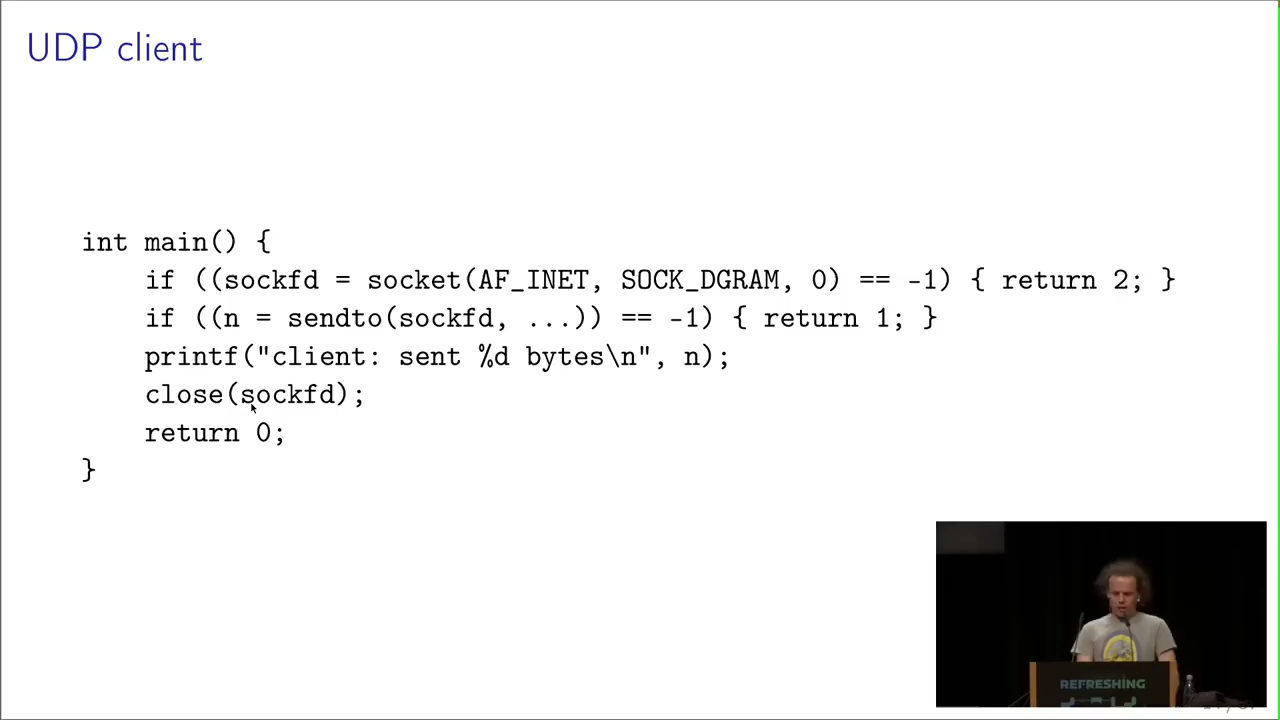 UDP client
int main() {
if ((sockfd = socket(AF_INET, SOCK_DGRAM, 0) == -1) { return 2; }
if ((n = sendto(sockfd, ...)) == -1) { return 1; }
printf("client: sent %d bytes\n", n);
close(sockfd);
return 0;
}
REFRESHING